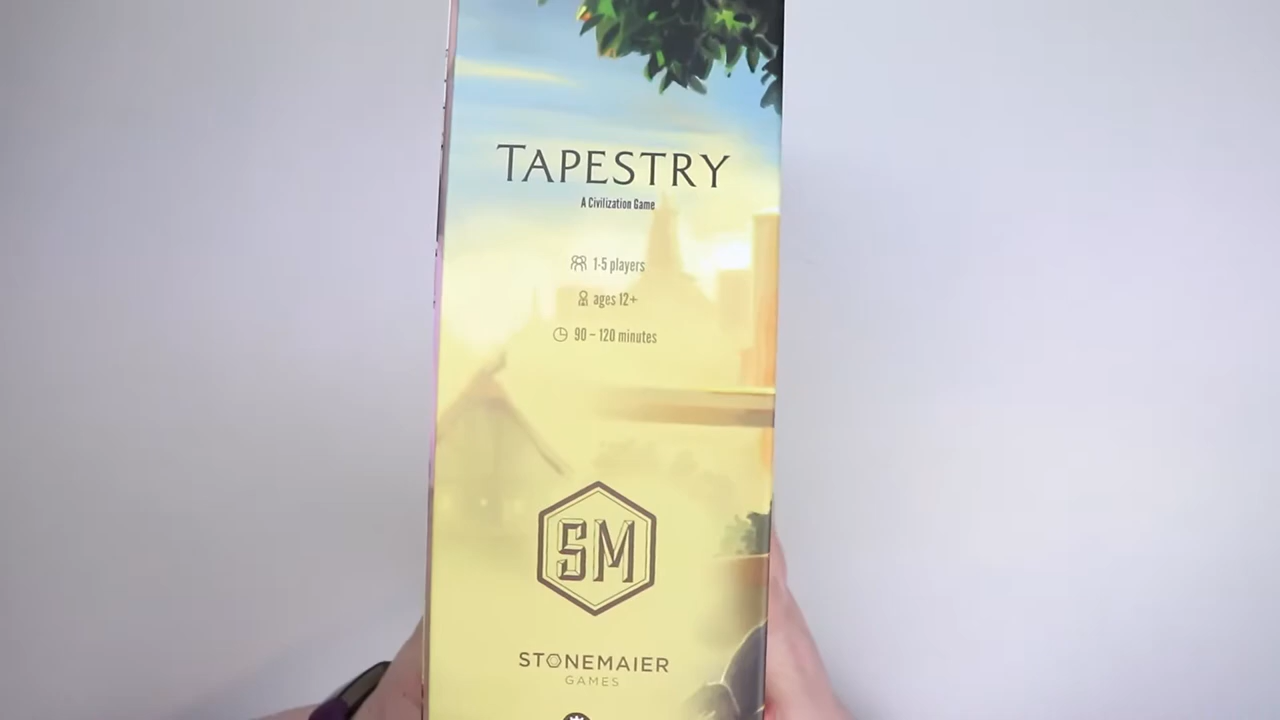 TAPESTRY
A Civilization Game
1-5 players
ages 12+
90 – 120 minutes
SM
STONEMAIER
GAMES